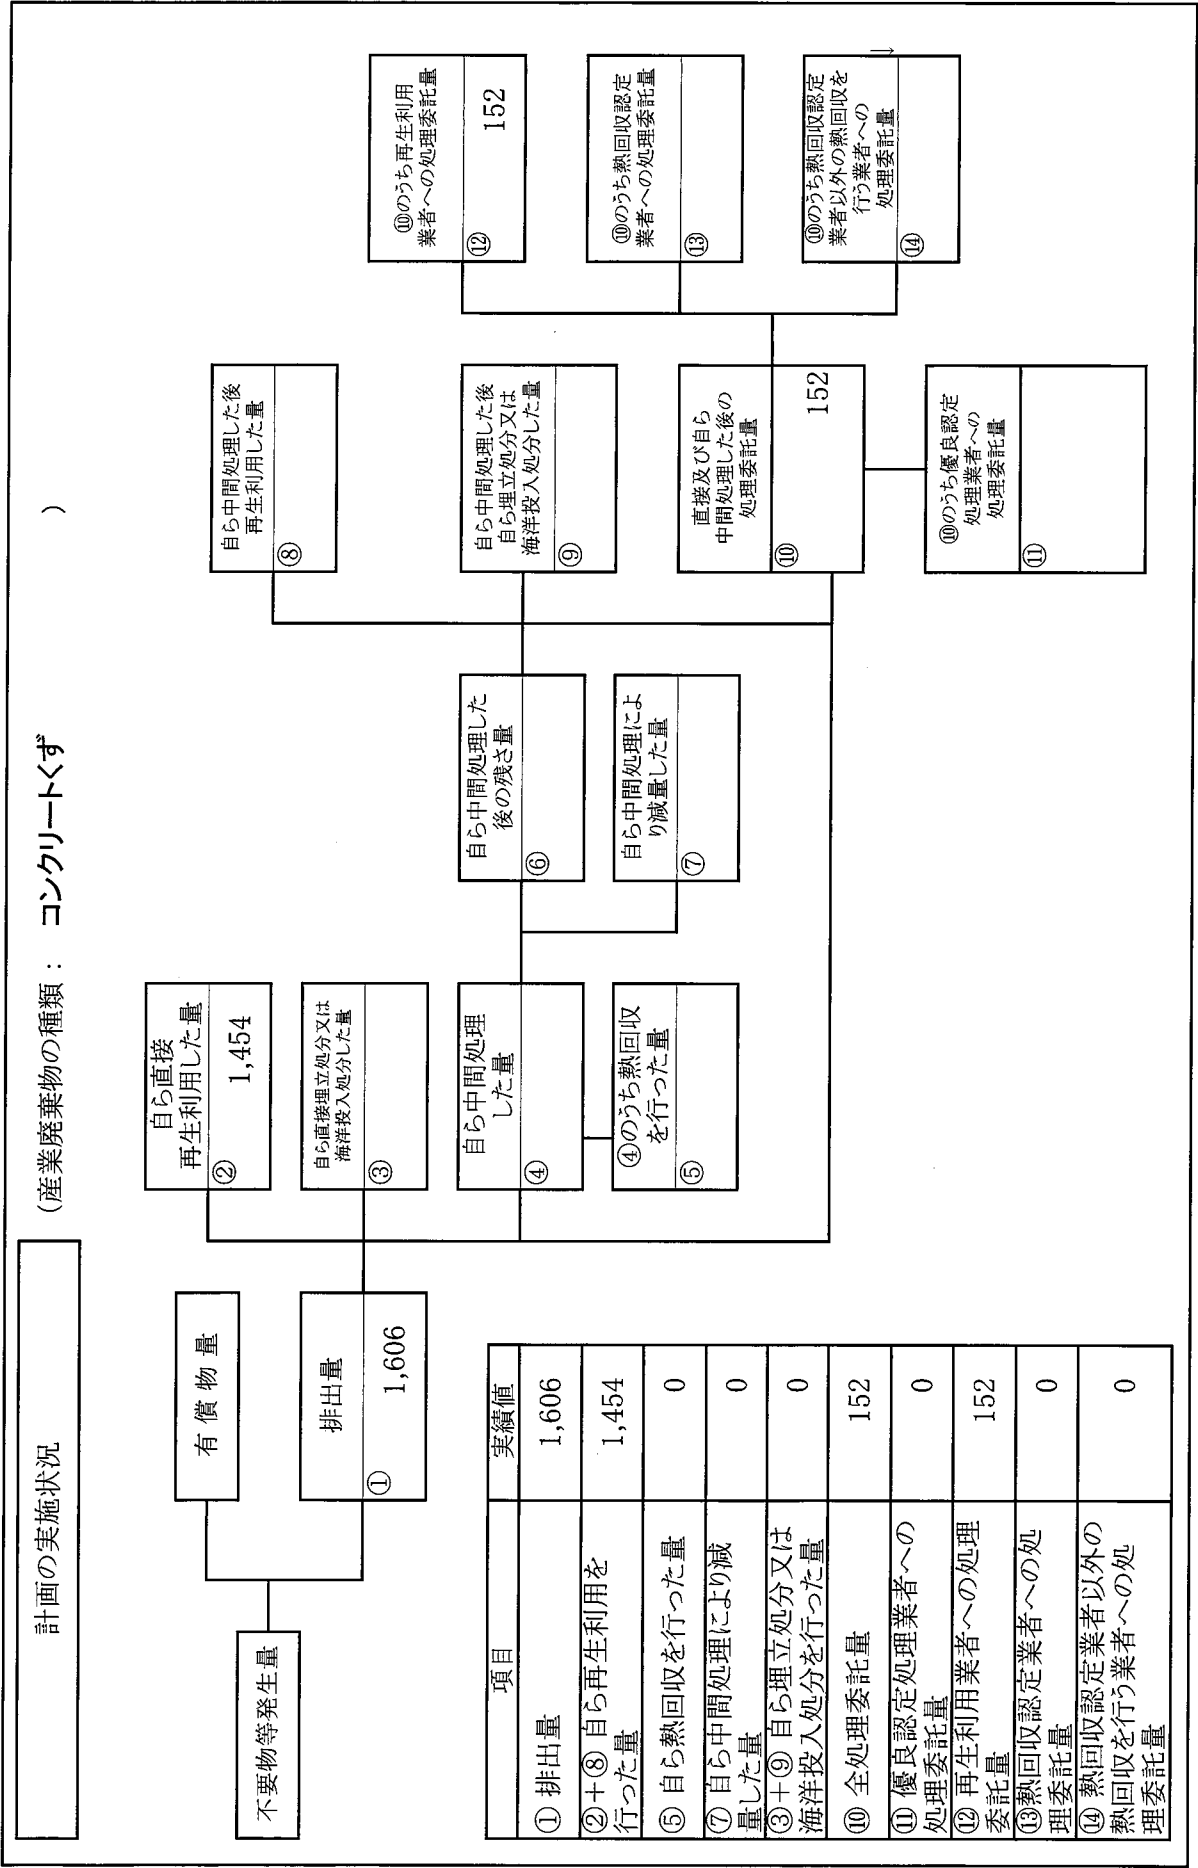 計画の実施状況
(産業廃棄物の種類： コンクリートくず )
不要物等発生量
有 償 物 量
排出量
① 1,606
自ら直接
再生利用した量
② 1,454
自ら直接埋立処分又は
海洋投入処分した量
③
自ら中間処理
した量
④
④のうち熱回収
を行った量
⑤
自ら中間処理した
後の残さ量
⑥
自ら中間処理によ
り減量した量
⑦
自ら中間処理した後
再生利用した量
⑧
自ら中間処理した後
自ら埋立処分又は
海洋投入処分した量
⑨
直接及び自ら
中間処理した後の
処理委託量
⑩ 152
⑩のうち優良認定
処理業者への
処理委託量
⑪
⑩のうち再生利用
業者への処理委託量
⑫ 152
⑩のうち熱回収認定
業者への処理委託量
⑬
⑩のうち熱回収認定
業者以外の熱回収を
行う業者への
処理委託量
⑭
項目 実績値
① 排出量 1,606
②＋⑧ 自ら再生利用を
行った量 1,454
⑤ 自ら熱回収を行った量 0
⑦ 自ら中間処理により減
量した量 0
③＋⑨ 自ら埋立処分又は
海洋投入処分を行った量 0
⑩ 全処理委託量 152
⑪ 優良認定処理業者への
処理委託量 0
⑫ 再生利用業者への処理
委託量 152
⑬熱回収認定業者への処
理委託量 0
⑭ 熱回収認定業者以外の
熱回収を行う業者への処
理委託量 0